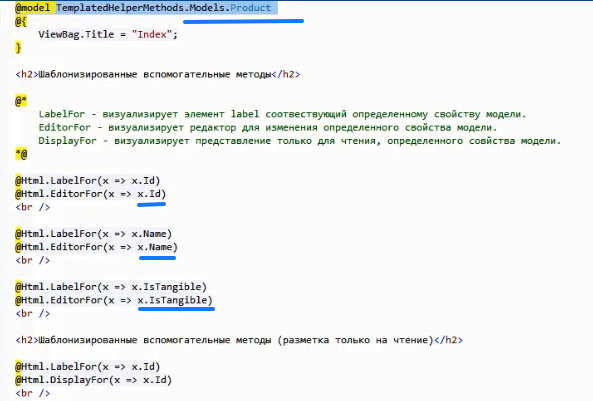 @model TemplatedHelperMethods.Models.Product
@{
ViewBag.Title = "Index";
}
<h2>Шаблонизированные вспомогательные методы</h2>
@*
LabelFor - визуализирует элемент label соотвествующий определенному свойству модели.
EditorFor - визуализирует редактор для изменения определенного свойства модели.
DisplayFor - визуализирует представление только для чтения, определенного совйства модели.
*@
@Html.LabelFor(x => x.Id)
@Html.EditorFor(x => x.Id)
<br />
@Html.LabelFor(x => x.Name)
@Html.EditorFor(x => x.Name)
<br />
@Html.LabelFor(x => x.IsTangible)
@Html.EditorFor(x => x.IsTangible)
<br />
<h2>Шаблонизированные вспомогательные методы (разметка только на чтение)</h2>
@Html.LabelFor(x => x.Id)
@Html.DisplayFor(x => x.Id)
<br />